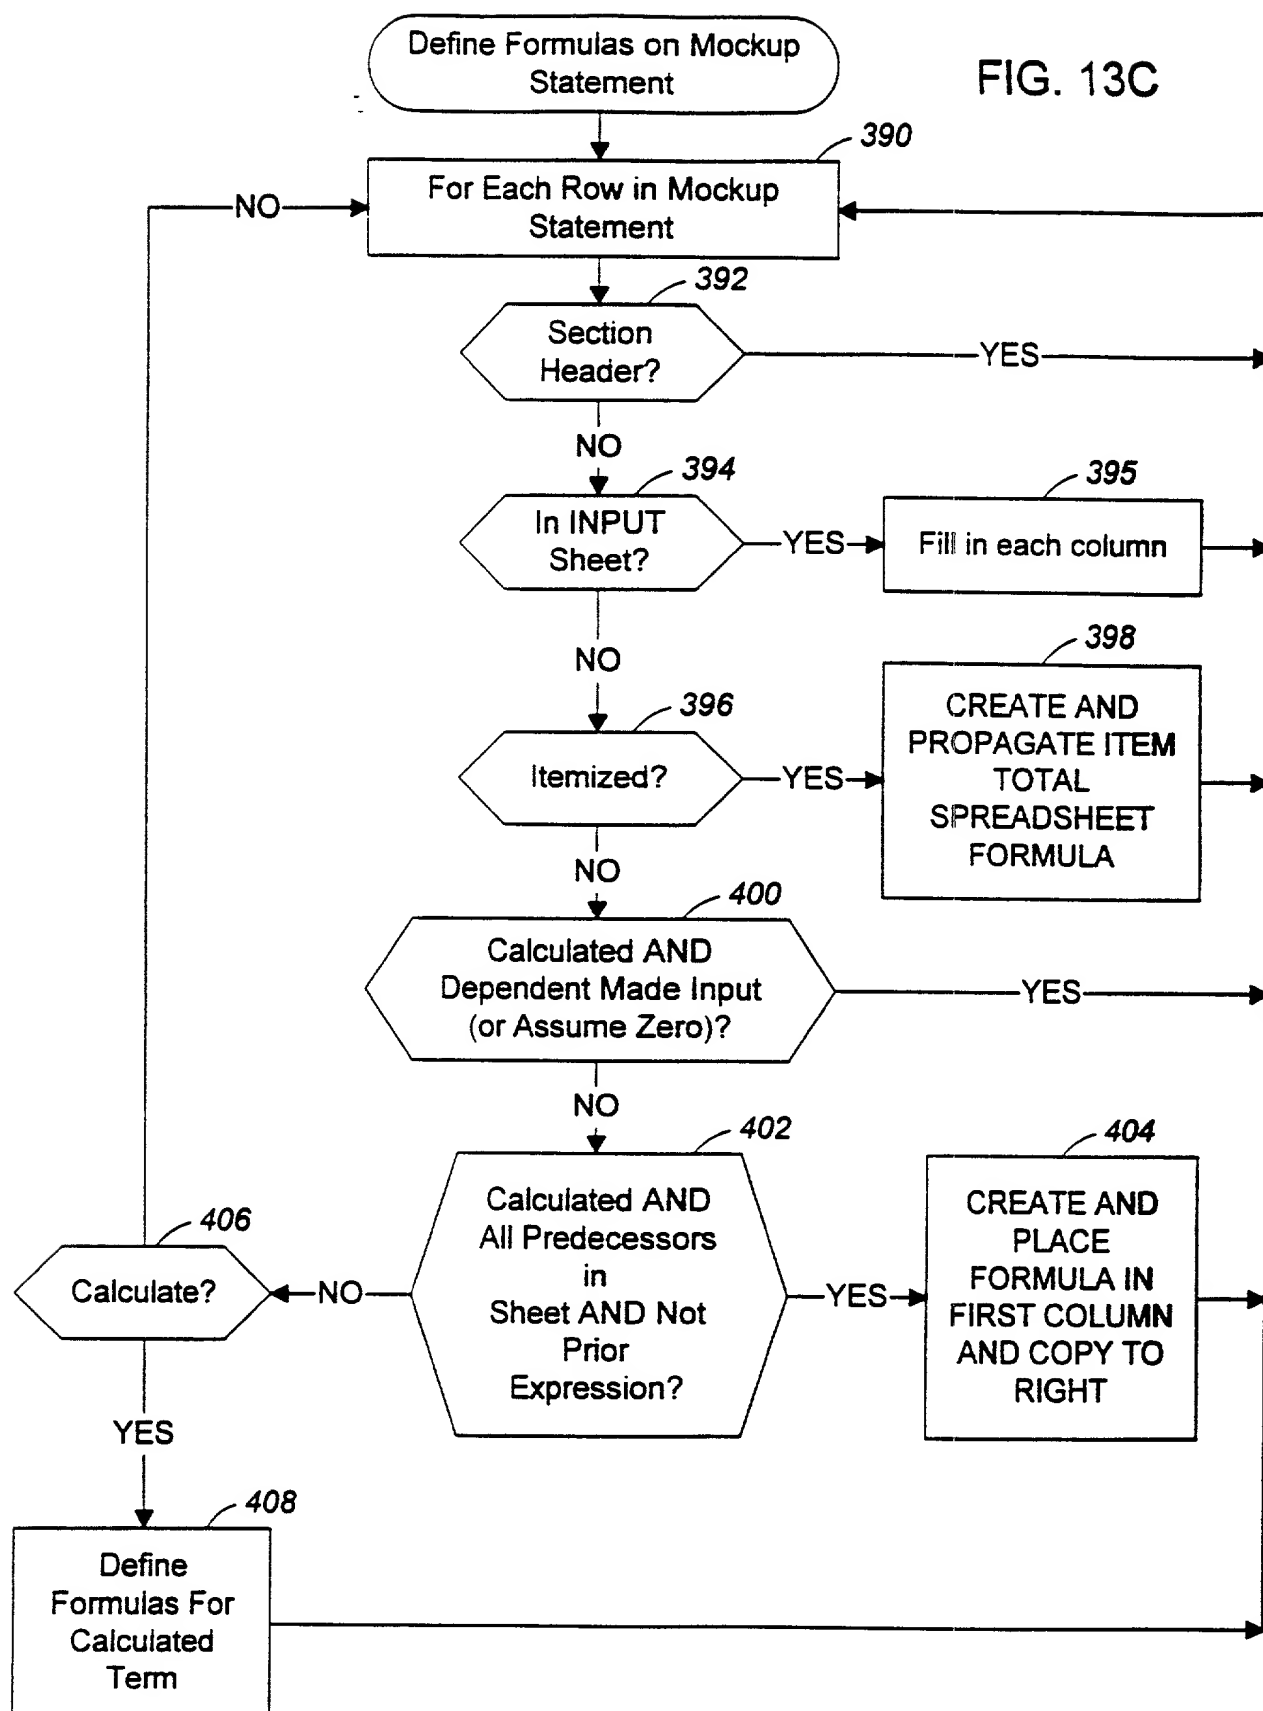 Define Formulas on Mockup
Statement
FIG. 13C
390
For Each Row in Mockup
Statement
NO
392
Section
Header?
YES
NO
394
In INPUT
Sheet?
YES
395
Fill in each column
NO
396
Itemized?
YES
398
CREATE AND
PROPAGATE ITEM
TOTAL
SPREADSHEET
FORMULA
NO
400
Calculated AND
Dependent Made Input
(or Assume Zero)?
YES
NO
402
Calculated AND
All Predecessors
in
Sheet AND Not
Prior
Expression?
YES
404
CREATE AND
PLACE
FORMULA IN
FIRST COLUMN
AND COPY TO
RIGHT
NO
406
Calculate?
YES
408
Define
Formulas For
Calculated
Term